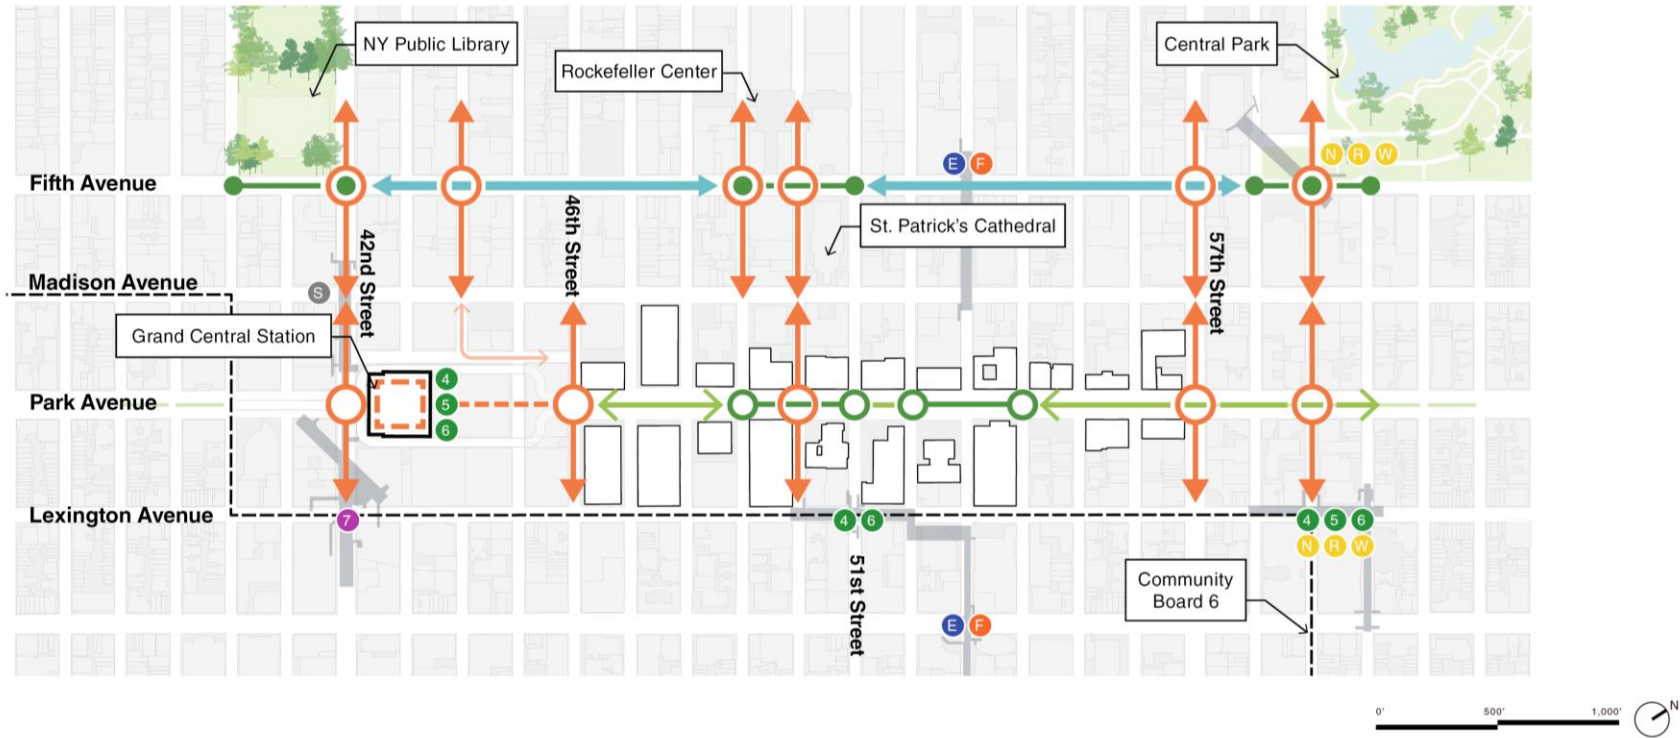 NY Public Library
Rockefeller Center
Central Park
E F
N R W
Fifth Avenue
46th Street
St. Patrick's Cathedral
42nd Street
57th Street
Madison Avenue
S
Grand Central Station
4
5
6
Park Avenue
Lexington Avenue
7
4 6
4 5 6
N R W
51st Street
Community
Board 6
E F
0' 500' 1,000'
N